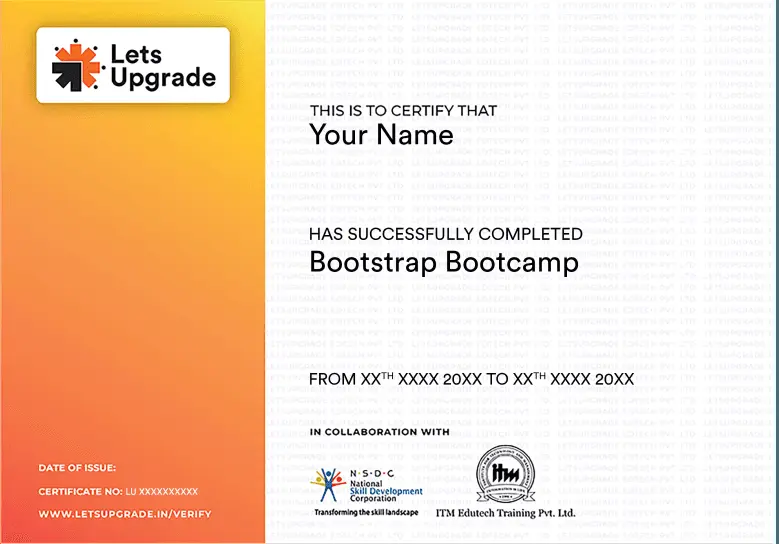 Lets
Upgrade
THIS IS TO CERTIFY THAT
Your Name
HAS SUCCESSFULLY COMPLETED
Bootstrap Bootcamp
FROM XXTH XXXX 20XX TO XXTH XXXX 20XX
IN COLLABORATION WITH
N·S·D·C
National
Skill Development
Corporation
Transforming the skill landscape
itm
ITM Edutech Training Pvt. Ltd.
DATE OF ISSUE:
CERTIFICATE NO: LU XXXXXXXXXX
WWW.LETSUPGRADE.IN/VERIFY